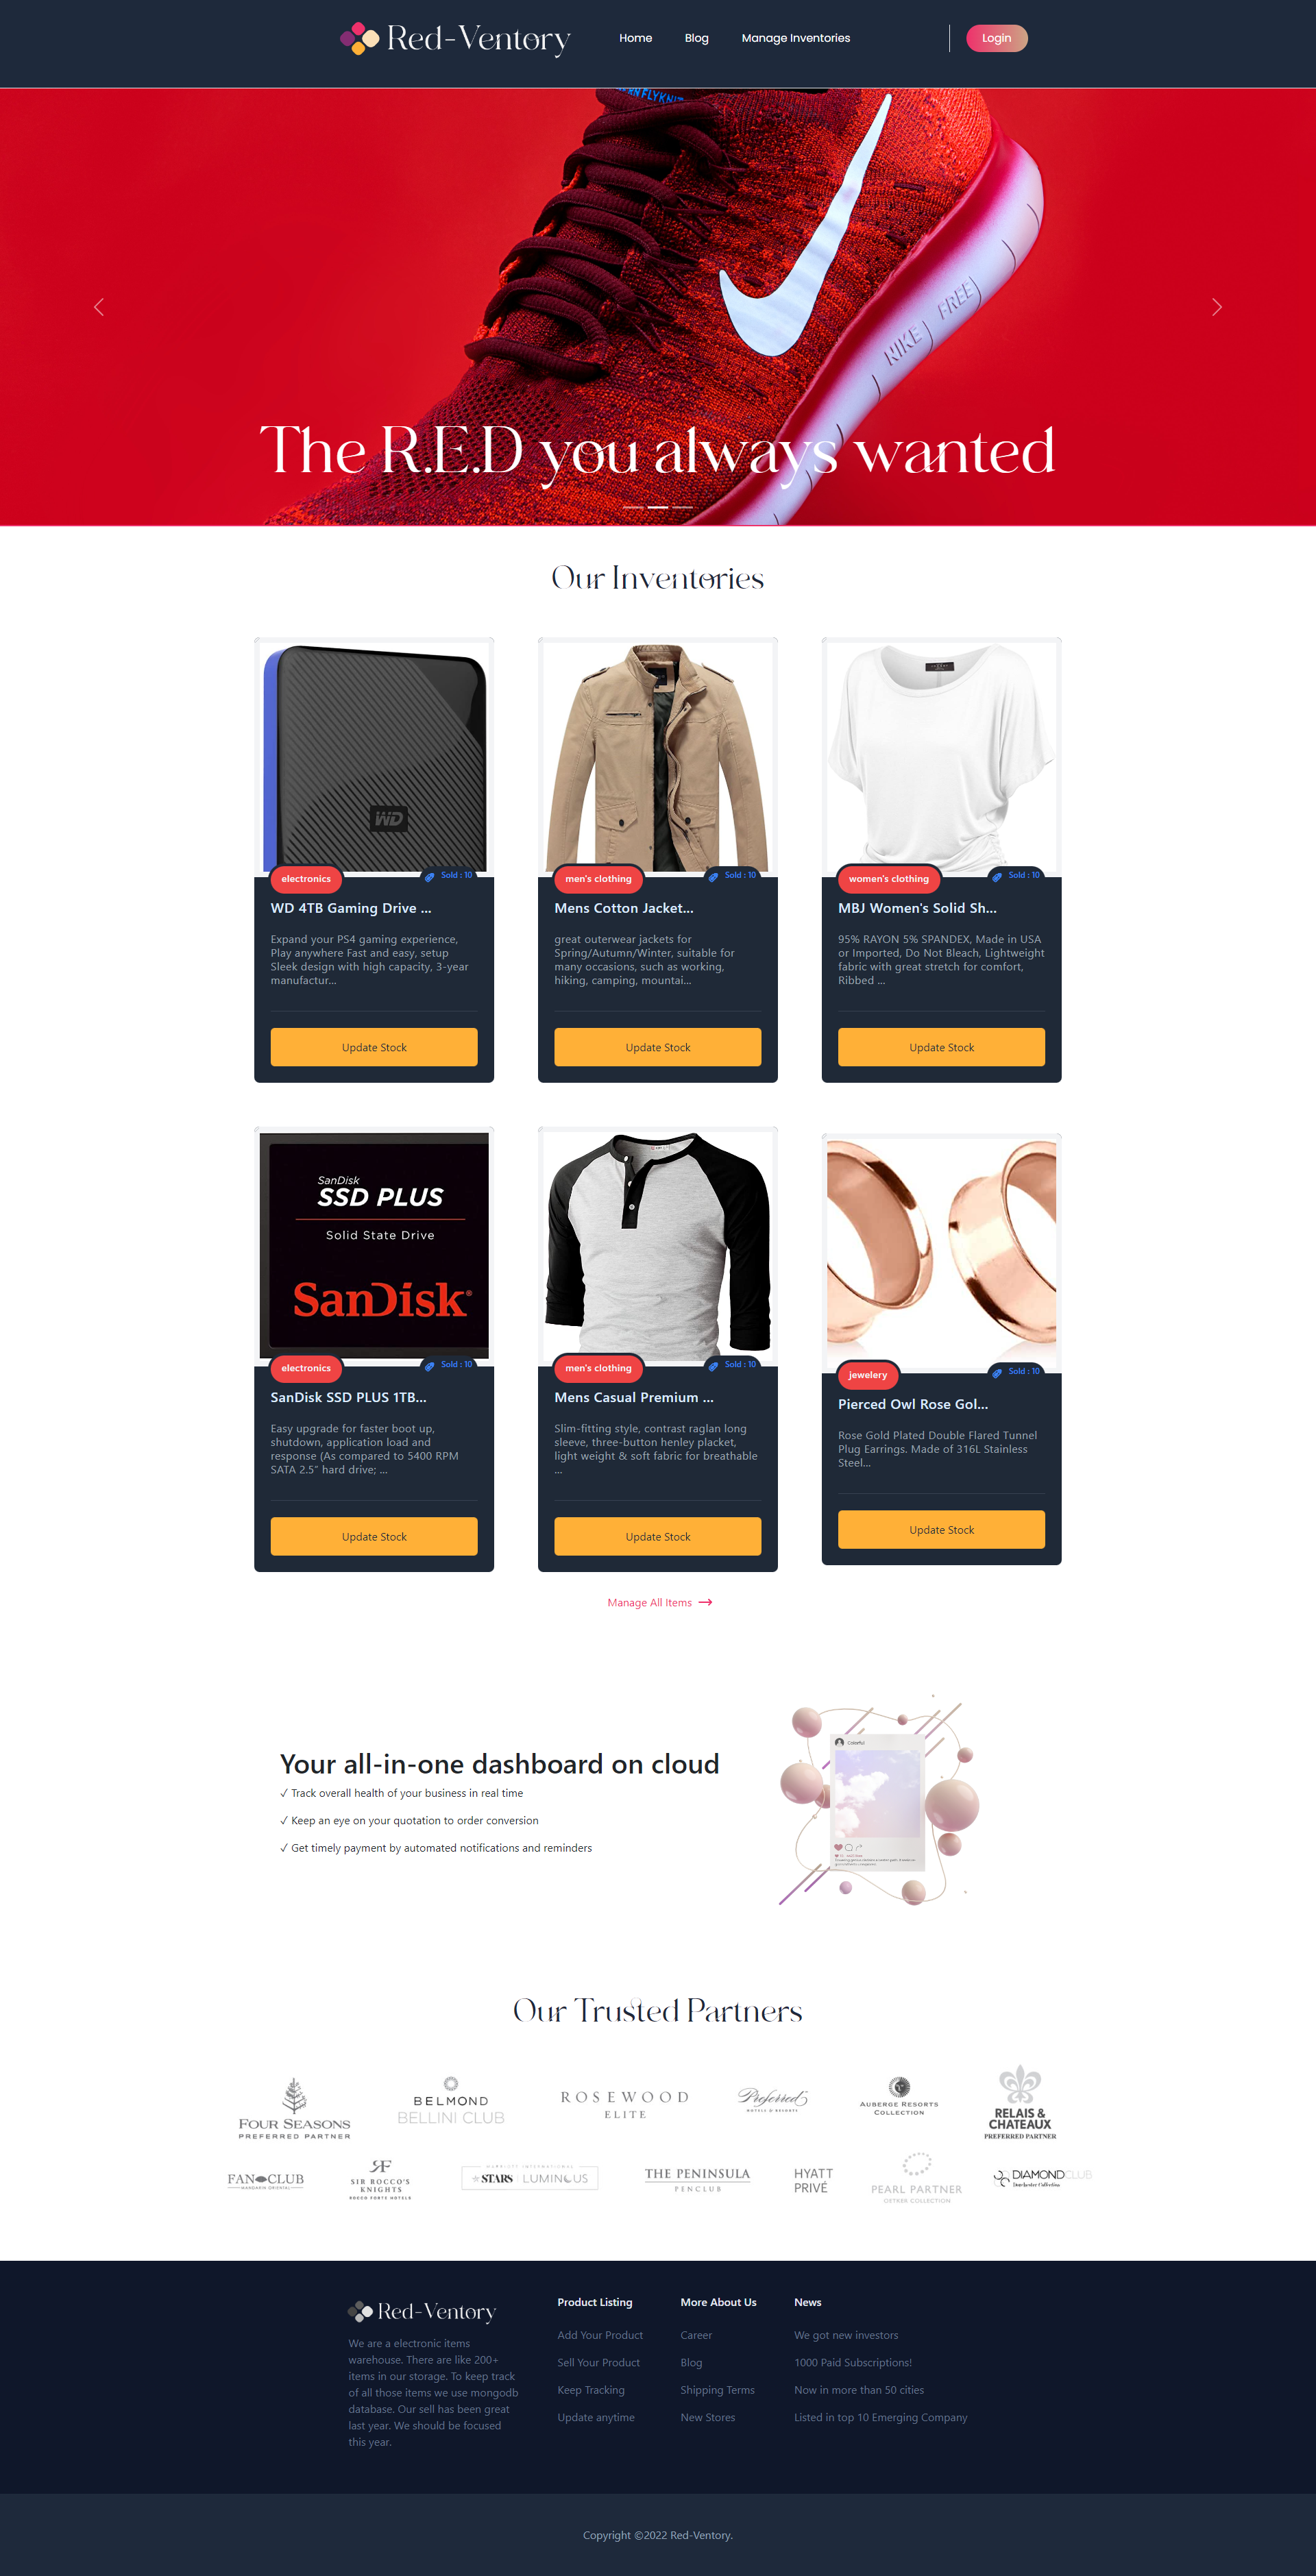 Red-Ventory
Home
Blog
Manage Inventories
Login
NIKE FREE
The R.E.D you always wanted
Our Inventories
WD
electronics
Sold : 10
WD 4TB Gaming Drive ...
Expand your PS4 gaming experience,
Play anywhere Fast and easy, setup
Sleek design with high capacity, 3-year
manufactur...
Update Stock
men's clothing
Sold : 10
Mens Cotton Jacket...
great outerwear jackets for
Spring/Autumn/Winter, suitable for
many occasions, such as working,
hiking, camping, mountai...
Update Stock
women's clothing
Sold : 10
MBJ Women's Solid Sh...
95% RAYON 5% SPANDEX, Made in USA
or Imported, Do Not Bleach, Lightweight
fabric with great stretch for comfort,
Ribbed ...
Update Stock
SanDisk
SSD PLUS
Solid State Drive
SanDisk®
electronics
Sold : 10
SanDisk SSD PLUS 1TB...
Easy upgrade for faster boot up,
shutdown, application load and
response (As compared to 5400 RPM
SATA 2.5” hard drive; ...
Update Stock
men's clothing
Sold : 10
Mens Casual Premium ...
Slim-fitting style, contrast raglan long
sleeve, three-button henley placket,
light weight & soft fabric for breathable
...
Update Stock
jewelery
Sold : 10
Pierced Owl Rose Gol...
Rose Gold Plated Double Flared Tunnel
Plug Earrings. Made of 316L Stainless
Steel...
Update Stock
Manage All Items →
Your all-in-one dashboard on cloud
✓ Track overall health of your business in real time
✓ Keep an eye on your quotation to order conversion
✓ Get timely payment by automated notifications and reminders
Colorful
Our Trusted Partners
FOUR SEASONS
PREFERRED PARTNER
BELMOND
BELLINI CLUB
ROSEWOOD
ELITE
Preferred
HOTELS & RESORTS
AUBERGE RESORTS
COLLECTION
RELAIS &
CHATEAUX
PREFERRED PARTNER
FAN CLUB
MANDARIN ORIENTAL
RF
SIR ROCCO'S
KNIGHTS
ROCCO FORTE HOTELS
MARRIOTT INTERNATIONAL
STARS LUMINOUS
THE PENINSULA
PENCLUB
HYATT
PRIVÉ
PEARL PARTNER
OETKER COLLECTION
DIAMONDCLUB
Dorchester Collection
Red-Ventory
We are a electronic items
warehouse. There are like 200+
items in our storage. To keep track
of all those items we use mongodb
database. Our sell has been great
last year. We should be focused
this year.
Product Listing
Add Your Product
Sell Your Product
Keep Tracking
Update anytime
More About Us
Career
Blog
Shipping Terms
New Stores
News
We got new investors
1000 Paid Subscriptions!
Now in more than 50 cities
Listed in top 10 Emerging Company
Copyright ©2022 Red-Ventory.